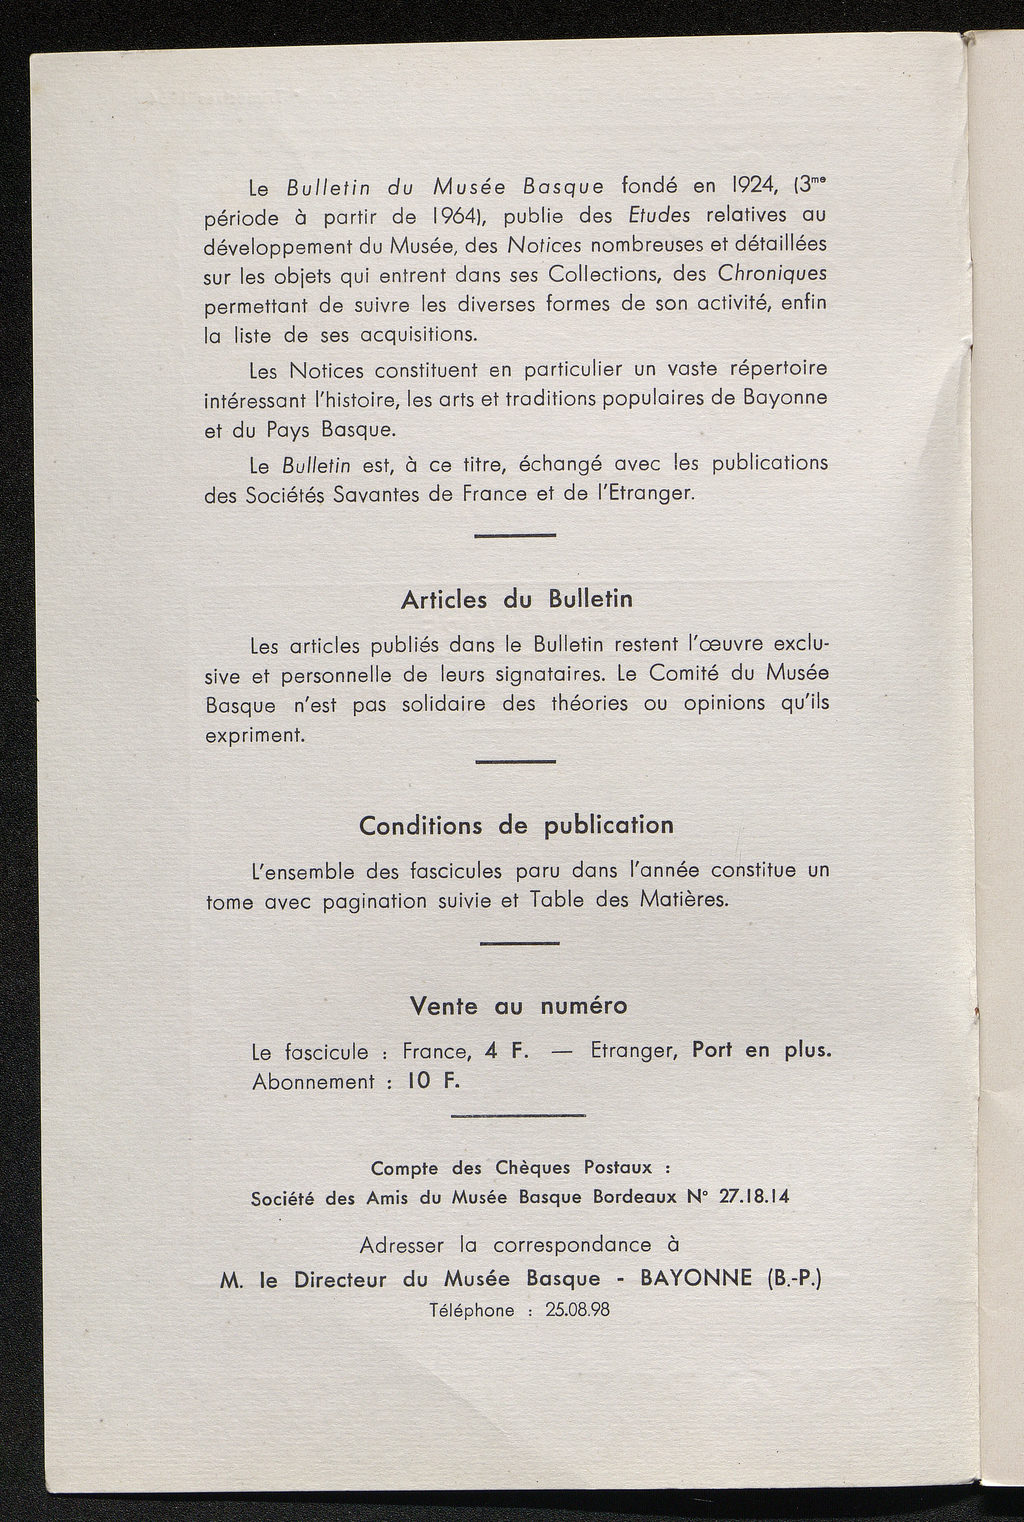 Le Bulletin du Musée Basque fondé en 1924, (3me
période à partir de 1964), publie des Etudes relatives au
développement du Musée, des Notices nombreuses et détaillées
sur les objets qui entrent dans ses Collections, des Chroniques
permettant de suivre les diverses formes de son activité, enfin
la liste de ses acquisitions.
Les Notices constituent en particulier un vaste répertoire
intéressant l'histoire, les arts et traditions populaires de Bayonne
et du Pays Basque.
Le Bulletin est, à ce titre, échangé avec les publications
des Sociétés Savantes de France et de l'Etranger.
Articles du Bulletin
Les articles publiés dans le Bulletin restent l'œuvre exclu-
sive et personnelle de leurs signataires. Le Comité du Musée
Basque n'est pas solidaire des théories ou opinions qu'ils
expriment.
Conditions de publication
L'ensemble des fascicules paru dans l'année constitue un
tome avec pagination suivie et Table des Matières.
Vente au numéro
Le fascicule : France, 4 F. — Etranger, Port en plus.
Abonnement : 10 F.
Compte des Chèques Postaux :
Société des Amis du Musée Basque Bordeaux N° 27.18.14
Adresser la correspondance à
M. le Directeur du Musée Basque - BAYONNE (B.-P.)
Téléphone : 25.08.98